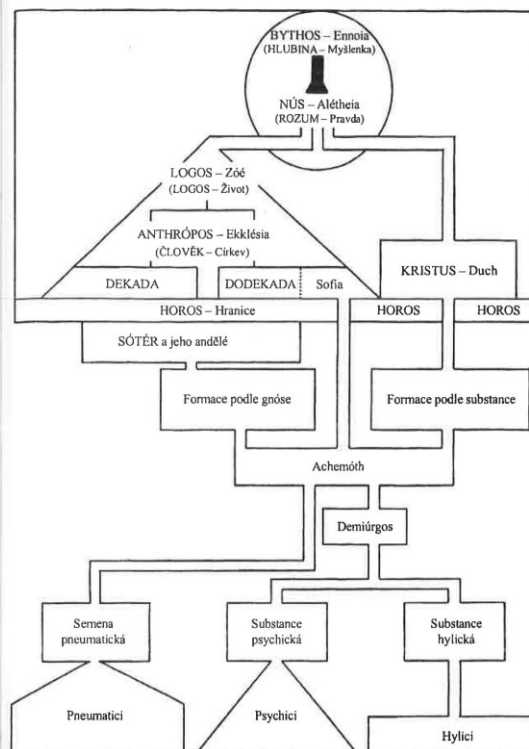 BYTHOS – Ennoia
(HLUBINA – Myšlenka)
NÚS – Alétheia
(ROZUM – Pravda)
LOGOS – Zóé
(LOGOS – Život)
ANTHRÓPOS – Ekklésia
(ČLOVĚK – Církev)
DEKADA
DODEKADA
Sofia
KRISTUS – Duch
HOROS – Hranice
HOROS
HOROS
SÓTÉR a jeho andělé
Formace podle gnóse
Formace podle substance
Achemóth
Demiúrgos
Semena
pneumatická
Substance
psychická
Substance
hylická
Pneumatici
Psychici
Hylici